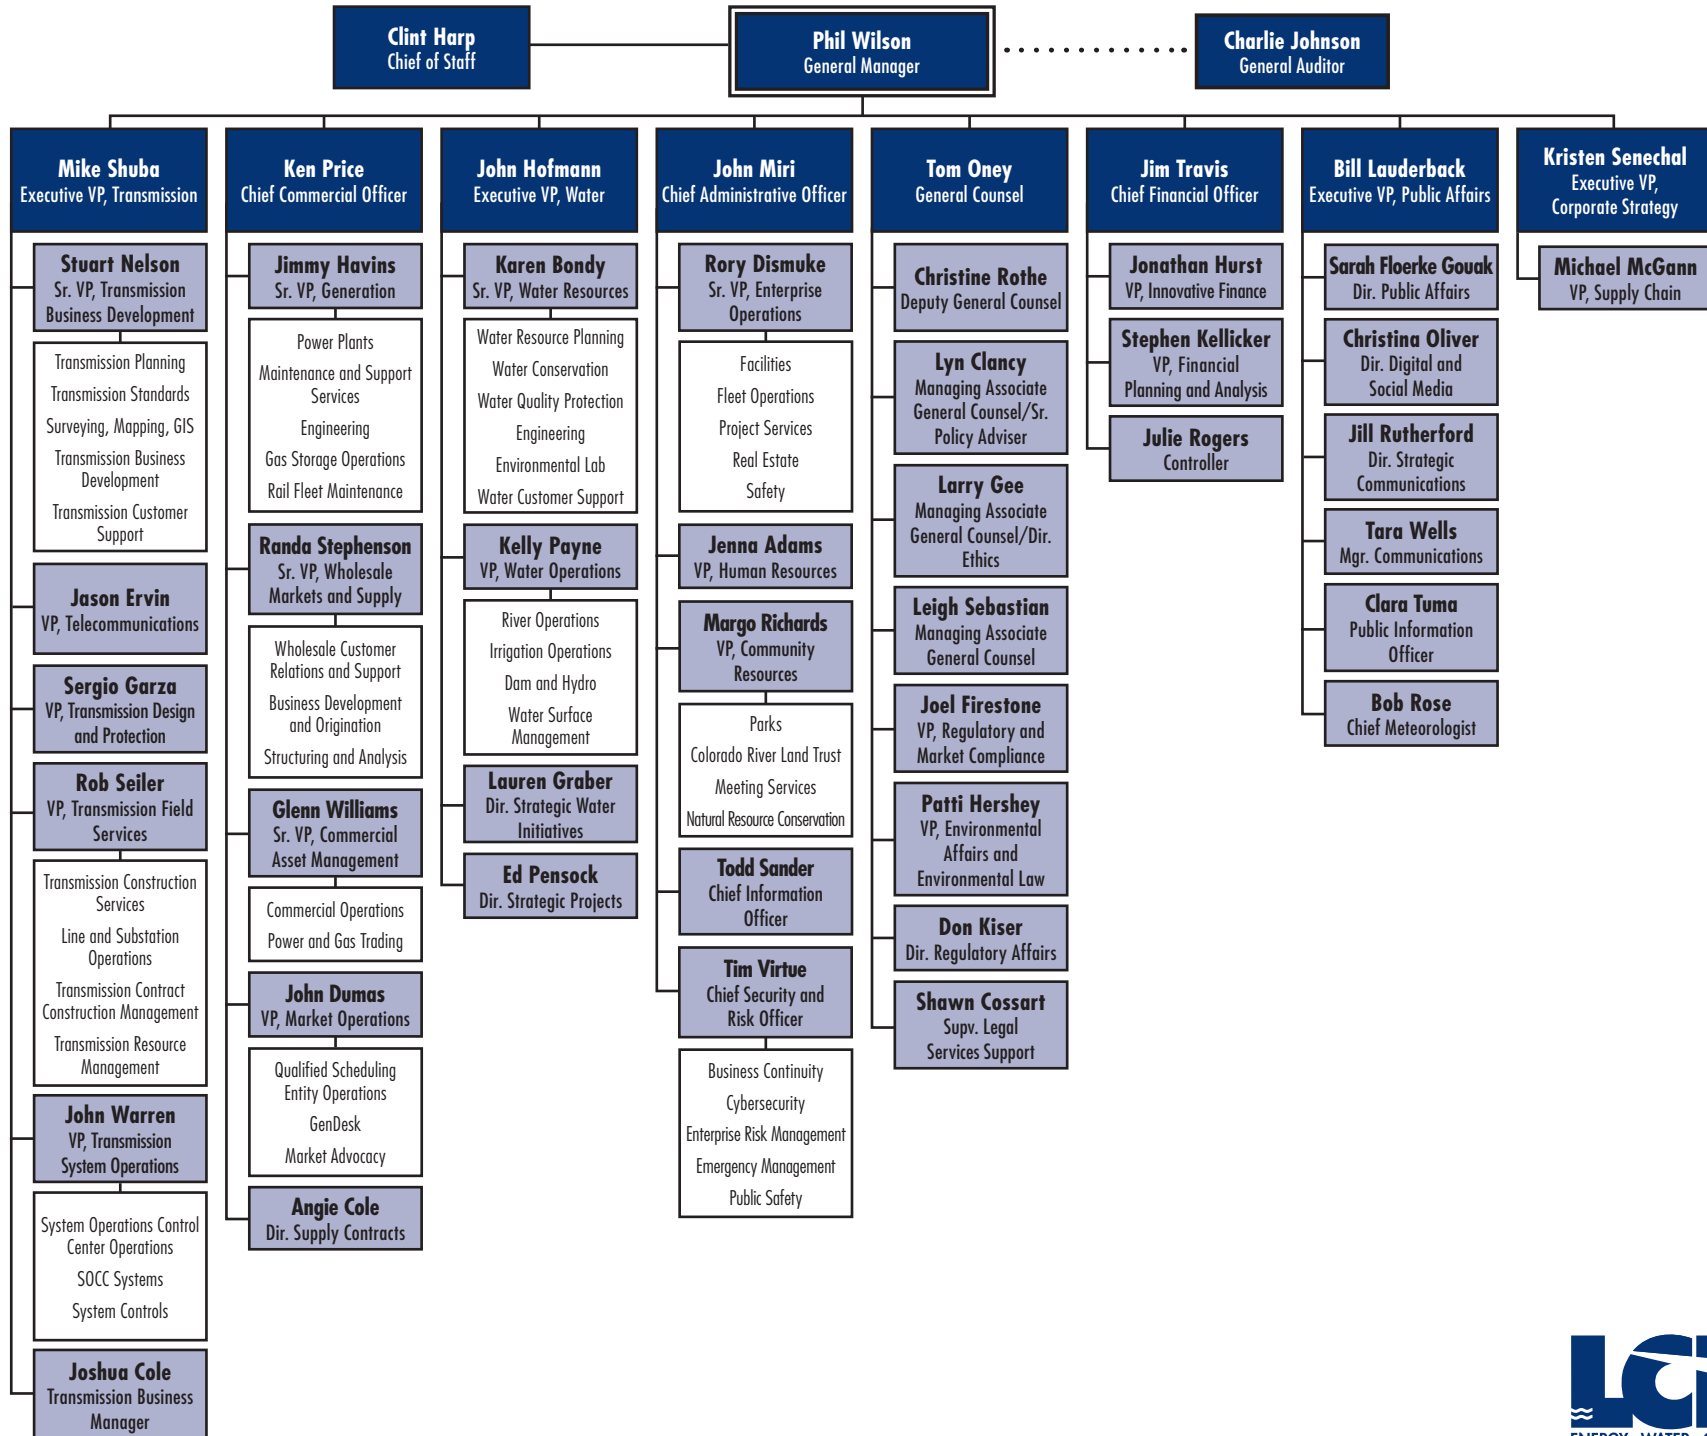 Clint Harp
Chief of Staff
Phil Wilson
General Manager
Charlie Johnson
General Auditor
Mike Shuba
Executive VP, Transmission
Stuart Nelson
Sr. VP, Transmission
Business Development
Transmission Planning
Transmission Standards
Surveying, Mapping, GIS
Transmission Business
Development
Transmission Customer
Support
Jason Ervin
VP, Telecommunications
Sergio Garza
VP, Transmission Design
and Protection
Rob Seiler
VP, Transmission Field
Services
Transmission Construction
Services
Line and Substation
Operations
Transmission Contract
Construction Management
Transmission Resource
Management
John Warren
VP, Transmission
System Operations
System Operations Control
Center Operations
SOCC Systems
System Controls
Joshua Cole
Transmission Business
Manager
Ken Price
Chief Commercial Officer
Jimmy Havins
Sr. VP, Generation
Power Plants
Maintenance and Support
Services
Engineering
Gas Storage Operations
Rail Fleet Maintenance
Randa Stephenson
Sr. VP, Wholesale
Markets and Supply
Wholesale Customer
Relations and Support
Business Development
and Origination
Structuring and Analysis
Glenn Williams
Sr. VP, Commercial
Asset Management
Commercial Operations
Power and Gas Trading
John Dumas
VP, Market Operations
Qualified Scheduling
Entity Operations
GenDesk
Market Advocacy
Angie Cole
Dir. Supply Contracts
John Hofmann
Executive VP, Water
Karen Bondy
Sr. VP, Water Resources
Water Resource Planning
Water Conservation
Water Quality Protection
Engineering
Environmental Lab
Water Customer Support
Kelly Payne
VP, Water Operations
River Operations
Irrigation Operations
Dam and Hydro
Water Surface
Management
Lauren Graber
Dir. Strategic Water
Initiatives
Ed Pensock
Dir. Strategic Projects
John Miri
Chief Administrative Officer
Rory Dismuke
Sr. VP, Enterprise
Operations
Facilities
Fleet Operations
Project Services
Real Estate
Safety
Jenna Adams
VP, Human Resources
Margo Richards
VP, Community
Resources
Parks
Colorado River Land Trust
Meeting Services
Natural Resource Conservation
Todd Sander
Chief Information
Officer
Tim Virtue
Chief Security and
Risk Officer
Business Continuity
Cybersecurity
Enterprise Risk Management
Emergency Management
Public Safety
Tom Oney
General Counsel
Christine Rothe
Deputy General Counsel
Lyn Clancy
Managing Associate
General Counsel/Sr.
Policy Adviser
Larry Gee
Managing Associate
General Counsel/Dir.
Ethics
Leigh Sebastian
Managing Associate
General Counsel
Joel Firestone
VP, Regulatory and
Market Compliance
Patti Hershey
VP, Environmental
Affairs and
Environmental Law
Don Kiser
Dir. Regulatory Affairs
Shawn Cossart
Supv. Legal
Services Support
Jim Travis
Chief Financial Officer
Jonathan Hurst
VP, Innovative Finance
Stephen Kellicker
VP, Financial
Planning and Analysis
Julie Rogers
Controller
Bill Lauderback
Executive VP, Public Affairs
Sarah Floerke Gouak
Dir. Public Affairs
Christina Oliver
Dir. Digital and
Social Media
Jill Rutherford
Dir. Strategic
Communications
Tara Wells
Mgr. Communications
Clara Tuma
Public Information
Officer
Bob Rose
Chief Meteorologist
Kristen Senechal
Executive VP,
Corporate Strategy
Michael McGann
VP, Supply Chain
LC
ENERGY WATER